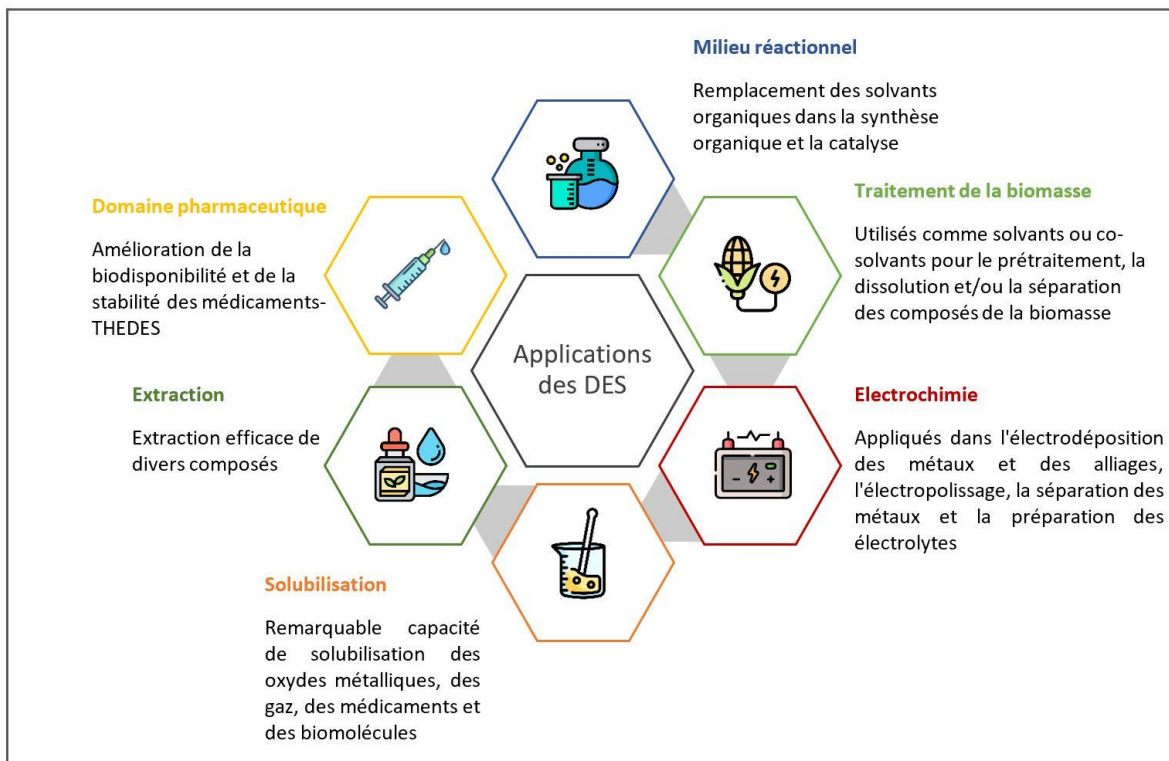 Milieu réactionnel
Remplacement des solvants
organiques dans la synthèse
organique et la catalyse
Domaine pharmaceutique
Amélioration de la
biodisponibilité et de la
stabilité des médicaments-
THEDES
Traitement de la biomasse
Utilisés comme solvants ou co-
solvants pour le prétraitement, la
dissolution et/ou la séparation
des composés de la biomasse
Applications
des DES
Extraction
Extraction efficace de
divers composés
Electrochimie
Appliqués dans l'électrodéposition
des métaux et des alliages,
l'électropolissage, la séparation des
métaux et la préparation des
électrolytes
Solubilisation
Remarquable capacité
de solubilisation des
oxydes métalliques, des
gaz, des médicaments et
des biomolécules